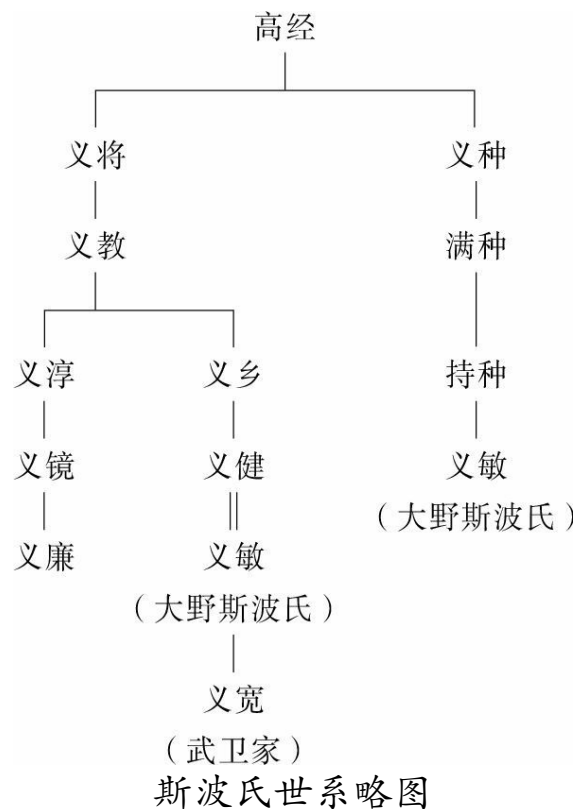 高经
义将 义种
义教 满种
义淳 义乡 持种
义镜 义健 义敏
（大野斯波氏）
义廉 义敏
（大野斯波氏）
义宽
（武卫家）
斯波氏世系略图